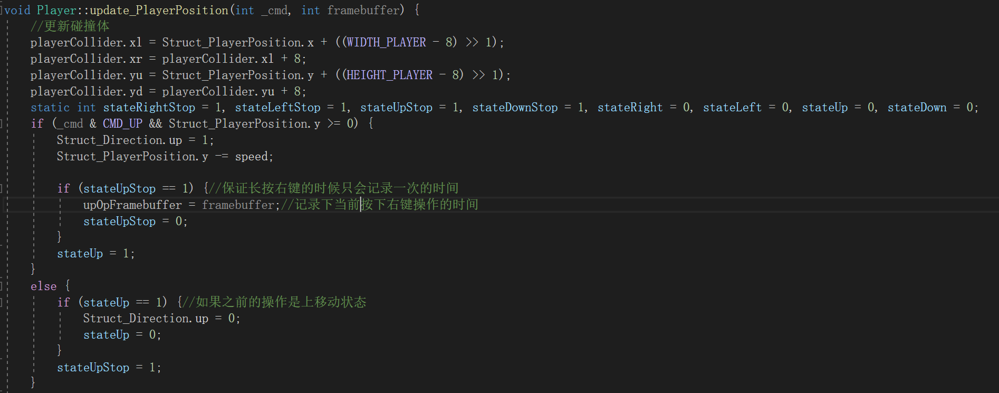 void Player::update_PlayerPosition(int _cmd, int framebuffer) {
//更新碰撞体
playerCollider.xl = Struct_PlayerPosition.x + ((WIDTH_PLAYER - 8) >> 1);
playerCollider.xr = playerCollider.xl + 8;
playerCollider.yu = Struct_PlayerPosition.y + ((HEIGHT_PLAYER - 8) >> 1);
playerCollider.yd = playerCollider.yu + 8;
static int stateRightStop = 1, stateLeftStop = 1, stateUpStop = 1, stateDownStop = 1, stateRight = 0, stateLeft = 0, stateUp = 0, stateDown = 0;
if (_cmd & CMD_UP && Struct_PlayerPosition.y >= 0) {
Struct_Direction.up = 1;
Struct_PlayerPosition.y -= speed;
if (stateUpStop == 1) {//保证长按右键的时候只会记录一次的时间
upOpFramebuffer = framebuffer;//记录下当前按下右键操作的时间
stateUpStop = 0;
}
stateUp = 1;
}
else {
if (stateUp == 1) {//如果之前的操作是上移动状态
Struct_Direction.up = 0;
stateUp = 0;
}
stateUpStop = 1;
}